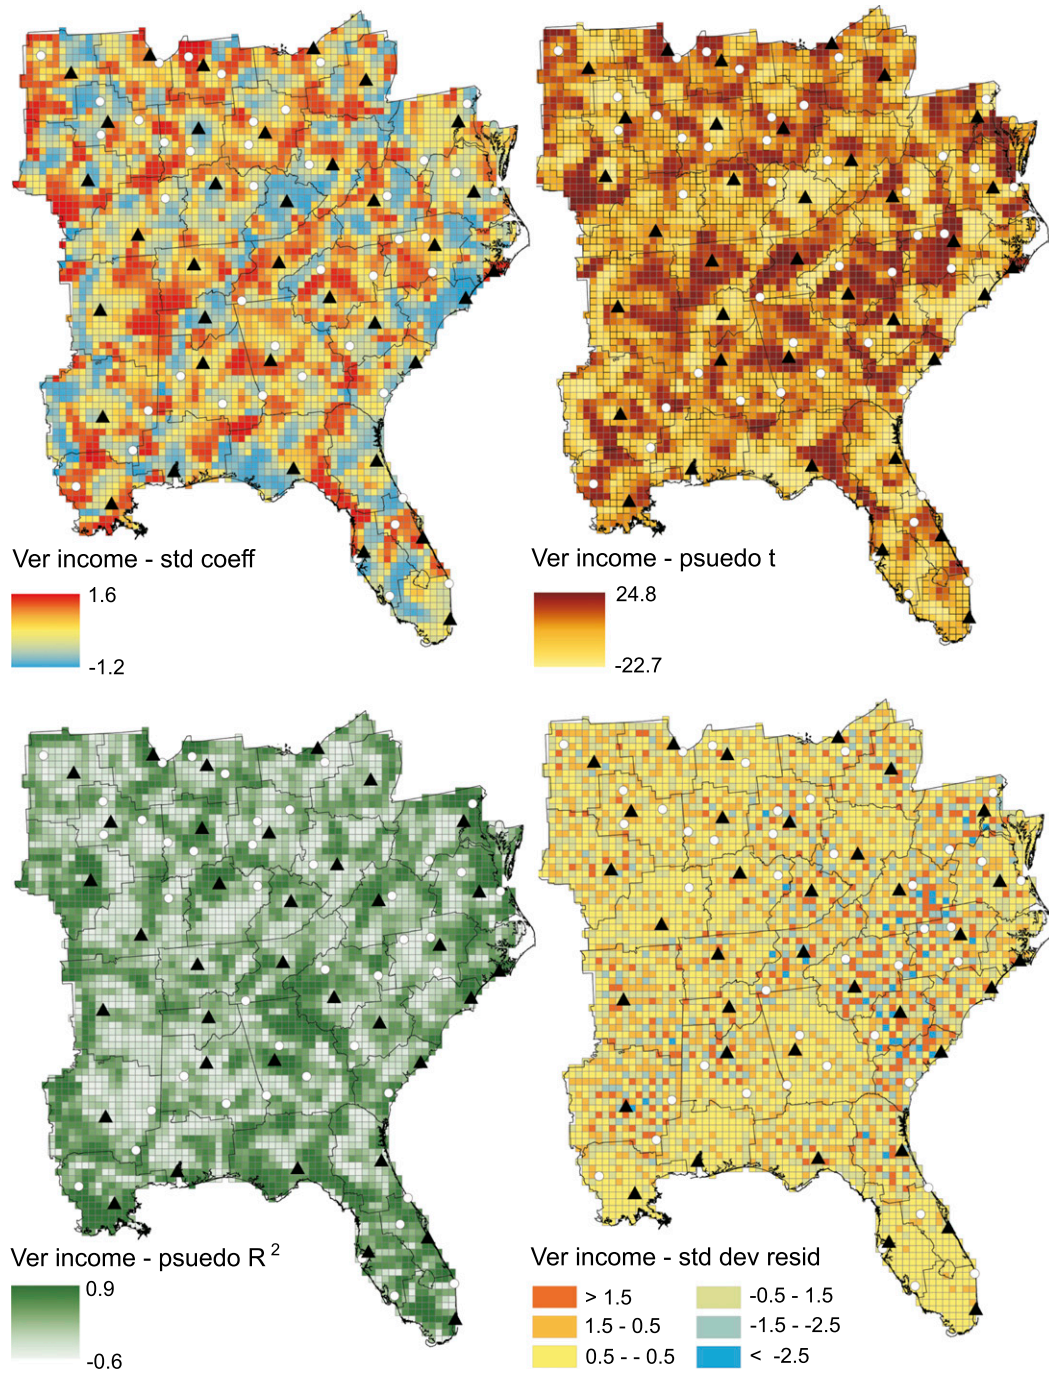 Ver income - std coeff
1.6
-1.2
Ver income - psuedo t
24.8
-22.7
Ver income - psuedo R²
0.9
-0.6
Ver income - std dev resid
> 1.5
1.5 - 0.5
0.5 - - 0.5
-0.5 - 1.5
-1.5 - -2.5
< -2.5